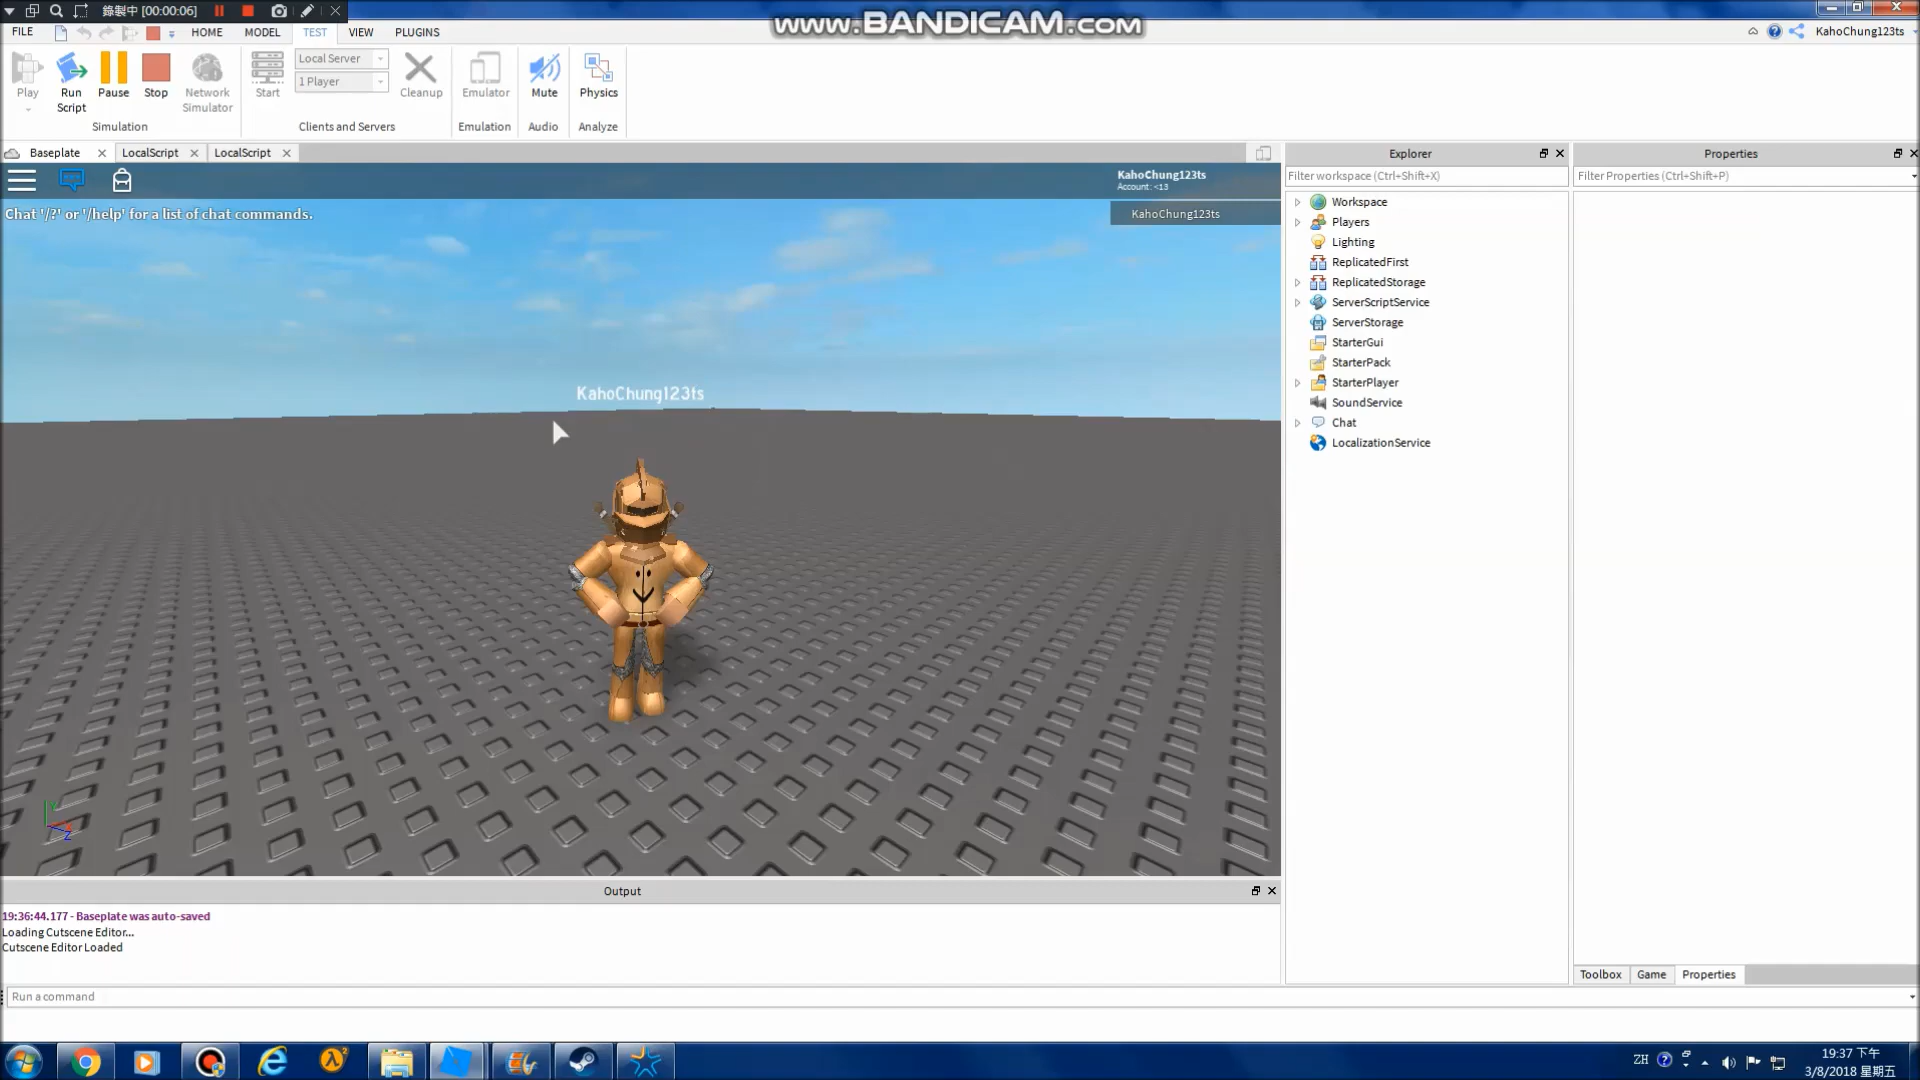 錄製中 [00:00:06]
www.BANDICAM.com
FILE HOME MODEL TEST VIEW PLUGINS
KahoChung123ts
Play Run Script Pause Stop Network Simulator
Simulation
Start Local Server 1 Player Cleanup
Clients and Servers
Emulator
Emulation
Mute
Audio
Physics
Analyze
Baseplate LocalScript LocalScript
KahoChung123ts
Account: <13
KahoChung123ts
Chat '/?' or '/help' for a list of chat commands.
KahoChung123ts
Y
Z
Explorer
Filter workspace (Ctrl+Shift+X)
Workspace
Players
Lighting
ReplicatedFirst
ReplicatedStorage
ServerScriptService
ServerStorage
StarterGui
StarterPack
StarterPlayer
SoundService
Chat
LocalizationService
Properties
Filter Properties (Ctrl+Shift+P)
Toolbox Game Properties
Output
19:36:44.177 - Baseplate was auto-saved
Loading Cutscene Editor...
Cutscene Editor Loaded
Run a command
ZH
19:37 下午
3/8/2018 星期五